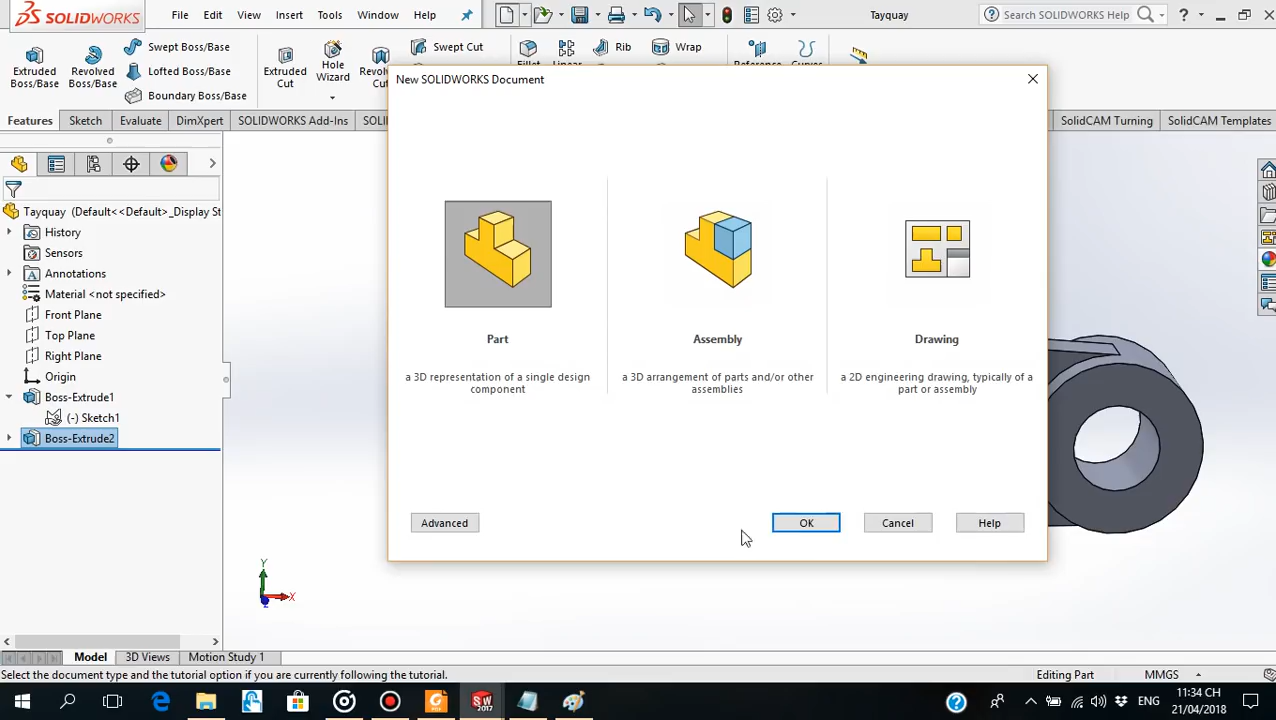 SOLIDWORKS File Edit View Insert Tools Window Help Tayquay Search SOLIDWORKS Help ?
Extruded Boss/Base
Revolved Boss/Base
Swept Boss/Base
Lofted Boss/Base
Boundary Boss/Base
Extruded Cut
Hole Wizard
Swept Cut
Rib
Wrap
Features Sketch Evaluate DimXpert SOLIDWORKS Add-Ins SolidCAM Turning SolidCAM Templates
New SOLIDWORKS Document
Part
a 3D representation of a single design
component
Assembly
a 3D arrangement of parts and/or other
assemblies
Drawing
a 2D engineering drawing, typically of a
part or assembly
Advanced OK Cancel Help
Tayquay (Default<<Default>_Display St
History
Sensors
Annotations
Material <not specified>
Front Plane
Top Plane
Right Plane
Origin
Boss-Extrude1
(-) Sketch1
Boss-Extrude2
Y
X
Model 3D Views Motion Study 1
Select the document type and the tutorial option if you are currently following the tutorial. Editing Part MMGS
SW 2017
ENG
11:34 CH
21/04/2018